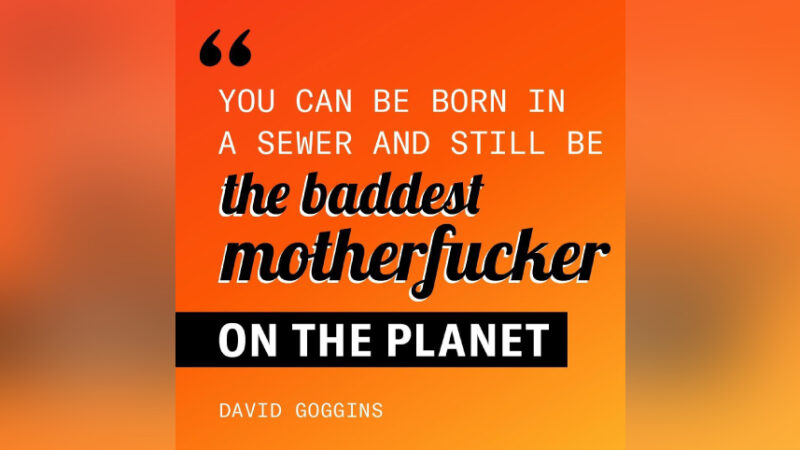 “
YOU CAN BE BORN IN
A SEWER AND STILL BE
the baddest
motherfucker
ON THE PLANET
DAVID GOGGINS